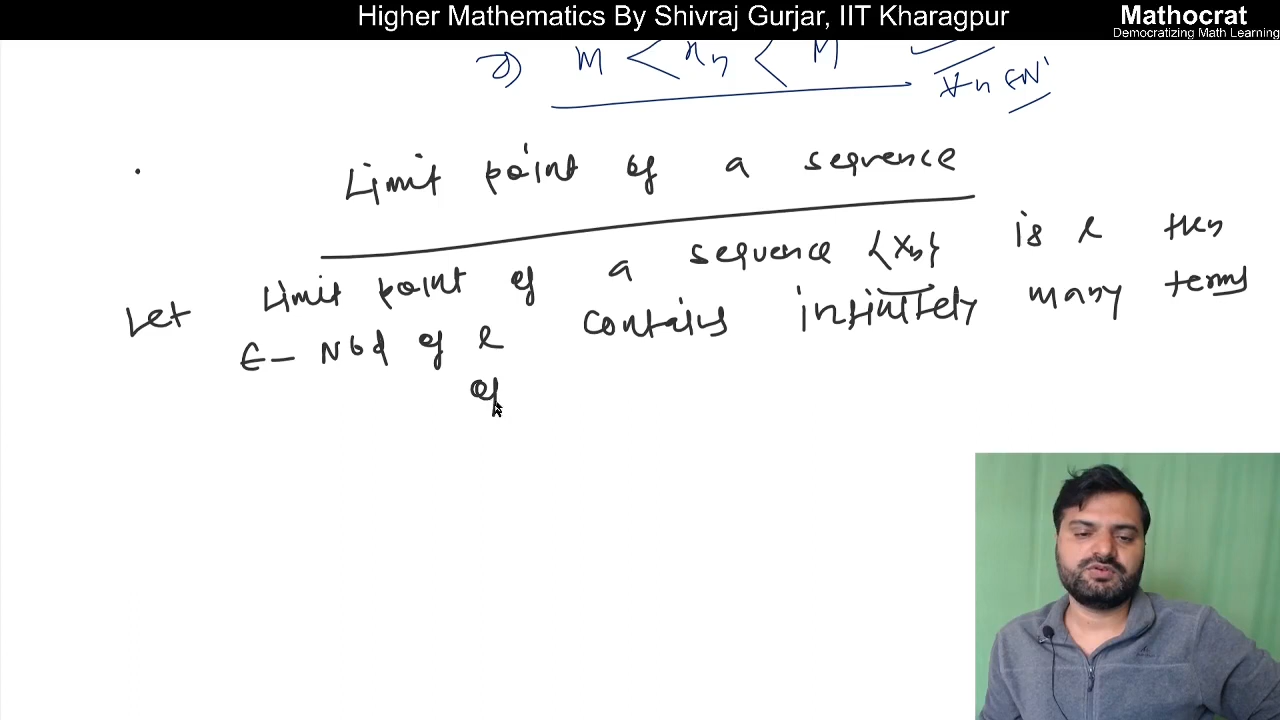 Higher Mathematics By Shivraj Gurjar, IIT Kharagpur
Mathocrat
Democratizing Math Learning
m < xn < M ∀n ∈ N
Limit point of a sequence
Let Limit point of a sequence {xn} is l then
ϵ- Nbd of l contains infinitely many terms
of